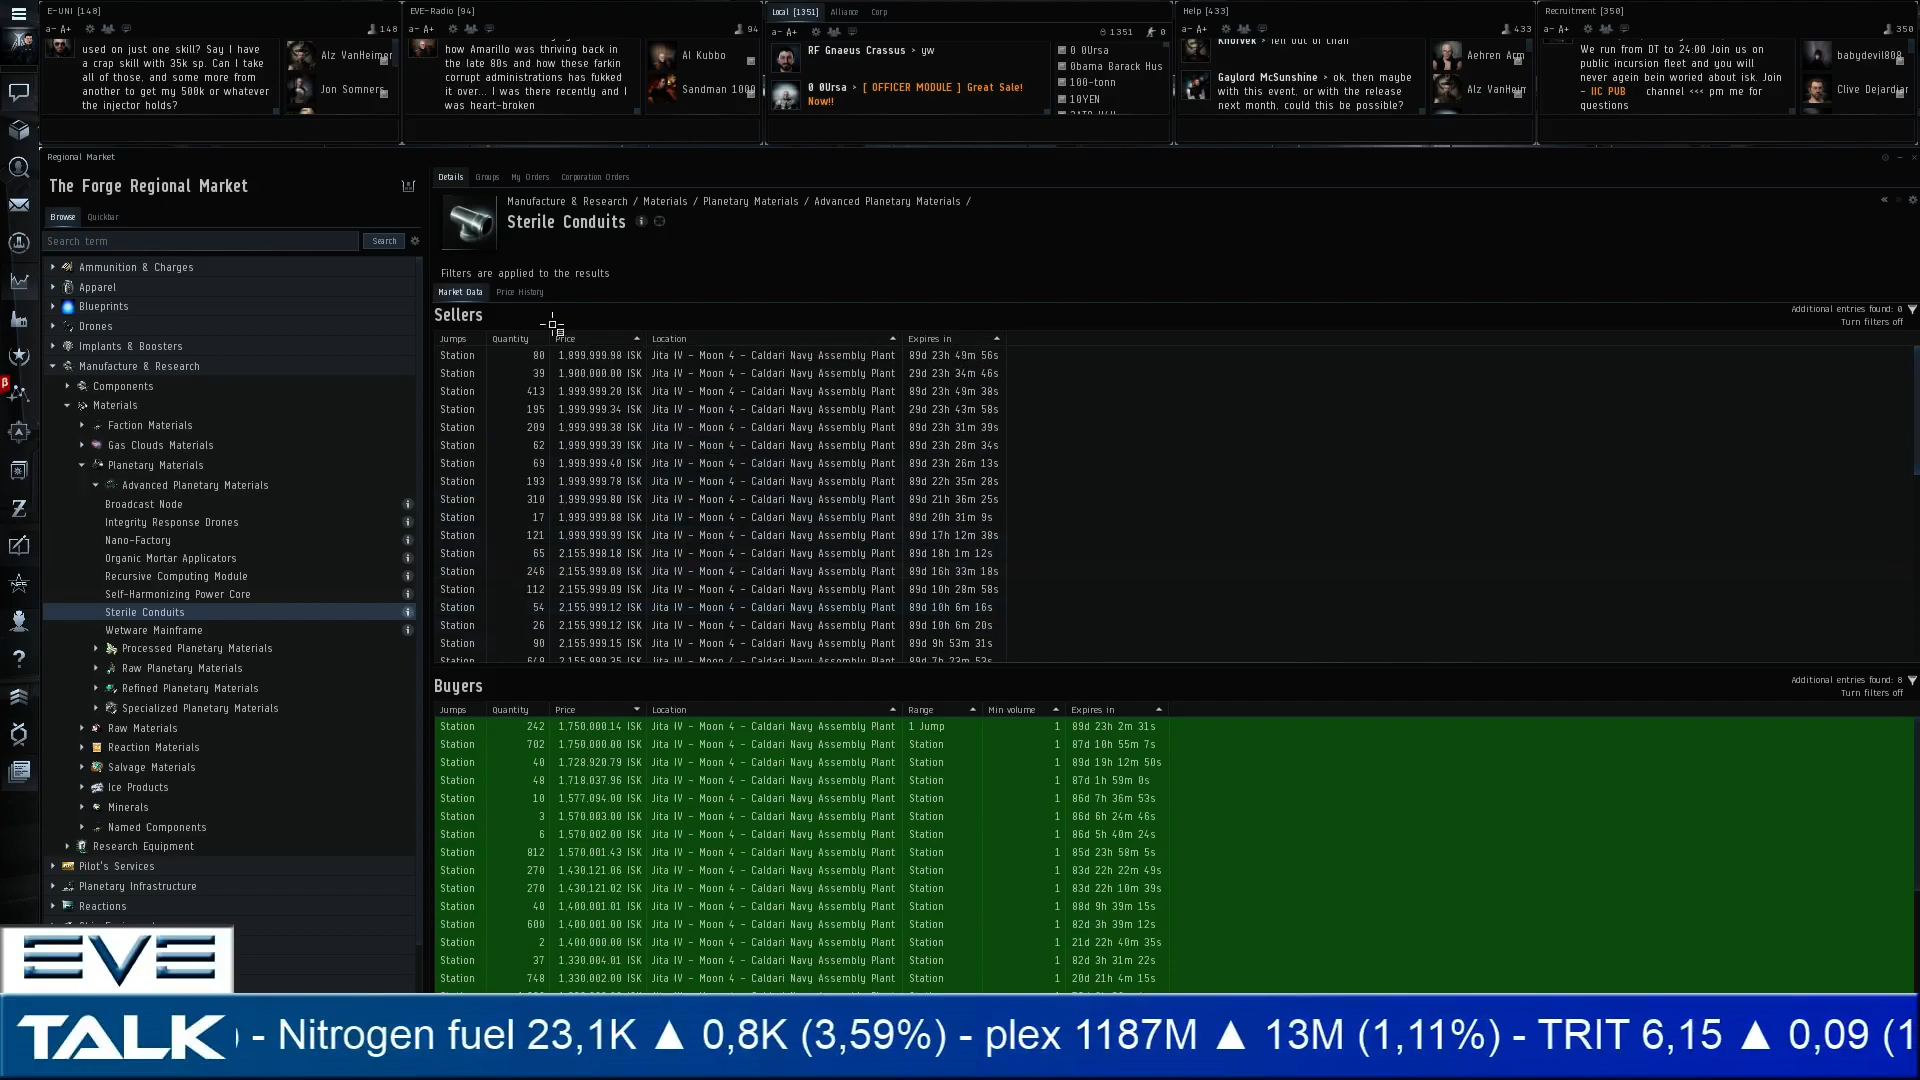 E-UNI [148]
a- A+
148
used on just one skill? Say I have
a crap skill with 35k sp. Can I take
all of those, and some more from
another to get my 500k or whatever
the injector holds?
Alz VanHeimer
Jon Somners
EVE-Radio [94]
a- A+
94
how Amarillo was thriving back in
the late 80s and how these farkin
corrupt administrations has fukked
it over... I was there recently and I
was heart-broken
Al Kubbo
Sandman 1000
Local [1351] Alliance Corp
a- A+
1351 0
RF Gnaeus Crassus > yw
0 0Ursa > [ OFFICER MODULE ] Great Sale!
Now!!
0 0Ursa
0bama Barack Hus
100-tonn
10YEN
Help [433]
a- A+
433
Gaylord McSunshine > ok, then maybe
with this event, or with the release
next month, could this be possible?
Aehren Arm
Alz VanHeim
Recruitment [350]
a- A+
350
We run from DT to 24:00 Join us on
public incursion fleet and you will
never agein bein woried about isk. Join
- IIC PUB channel <<< pm me for
questions
babydevil808
Clive Dejardia
Regional Market
The Forge Regional Market
Browse Quickbar
Search term Search
Ammunition & Charges
Apparel
Blueprints
Drones
Implants & Boosters
Manufacture & Research
Components
Materials
Faction Materials
Gas Clouds Materials
Planetary Materials
Advanced Planetary Materials
Broadcast Node
Integrity Response Drones
Nano-Factory
Organic Mortar Applicators
Recursive Computing Module
Self-Harmonizing Power Core
Sterile Conduits
Wetware Mainframe
Processed Planetary Materials
Raw Planetary Materials
Refined Planetary Materials
Specialized Planetary Materials
Raw Materials
Reaction Materials
Salvage Materials
Ice Products
Minerals
Named Components
Research Equipment
Pilot's Services
Planetary Infrastructure
Reactions
Details Groups My Orders Corporation Orders
Manufacture & Research / Materials / Planetary Materials / Advanced Planetary Materials /
Sterile Conduits
Filters are applied to the results
Market Data Price History
Sellers
Additional entries found: 0
Turn filters off
Jumps Quantity Price Location Expires in
Station 80 1,899,999.98 ISK Jita IV - Moon 4 - Caldari Navy Assembly Plant 89d 23h 49m 56s
Station 39 1,900,000.00 ISK Jita IV - Moon 4 - Caldari Navy Assembly Plant 29d 23h 34m 46s
Station 413 1,999,999.20 ISK Jita IV - Moon 4 - Caldari Navy Assembly Plant 89d 23h 49m 38s
Station 195 1,999,999.34 ISK Jita IV - Moon 4 - Caldari Navy Assembly Plant 29d 23h 43m 58s
Station 209 1,999,999.38 ISK Jita IV - Moon 4 - Caldari Navy Assembly Plant 89d 23h 31m 39s
Station 62 1,999,999.39 ISK Jita IV - Moon 4 - Caldari Navy Assembly Plant 89d 23h 28m 34s
Station 69 1,999,999.40 ISK Jita IV - Moon 4 - Caldari Navy Assembly Plant 89d 23h 26m 13s
Station 193 1,999,999.78 ISK Jita IV - Moon 4 - Caldari Navy Assembly Plant 89d 22h 35m 28s
Station 310 1,999,999.80 ISK Jita IV - Moon 4 - Caldari Navy Assembly Plant 89d 21h 36m 25s
Station 17 1,999,999.88 ISK Jita IV - Moon 4 - Caldari Navy Assembly Plant 89d 20h 31m 9s
Station 121 1,999,999.99 ISK Jita IV - Moon 4 - Caldari Navy Assembly Plant 89d 17h 12m 38s
Station 65 2,155,998.18 ISK Jita IV - Moon 4 - Caldari Navy Assembly Plant 89d 18h 1m 12s
Station 246 2,155,999.08 ISK Jita IV - Moon 4 - Caldari Navy Assembly Plant 89d 16h 33m 18s
Station 112 2,155,999.09 ISK Jita IV - Moon 4 - Caldari Navy Assembly Plant 89d 10h 28m 58s
Station 54 2,155,999.12 ISK Jita IV - Moon 4 - Caldari Navy Assembly Plant 89d 10h 6m 16s
Station 26 2,155,999.12 ISK Jita IV - Moon 4 - Caldari Navy Assembly Plant 89d 10h 6m 20s
Station 90 2,155,999.15 ISK Jita IV - Moon 4 - Caldari Navy Assembly Plant 89d 9h 53m 31s
Station 649 2,155,999.35 ISK Jita IV - Moon 4 - Caldari Navy Assembly Plant 89d 7h 23m 53s
Buyers
Additional entries found: 8
Turn filters off
Jumps Quantity Price Location Range Min volume Expires in
Station 242 1,750,000.14 ISK Jita IV - Moon 4 - Caldari Navy Assembly Plant 1 Jump 1 89d 23h 2m 31s
Station 702 1,750,000.00 ISK Jita IV - Moon 4 - Caldari Navy Assembly Plant Station 1 87d 10h 55m 7s
Station 40 1,728,920.79 ISK Jita IV - Moon 4 - Caldari Navy Assembly Plant Station 1 89d 19h 12m 50s
Station 48 1,718,037.96 ISK Jita IV - Moon 4 - Caldari Navy Assembly Plant Station 1 87d 1h 59m 0s
Station 10 1,577,094.00 ISK Jita IV - Moon 4 - Caldari Navy Assembly Plant Station 1 86d 7h 36m 53s
Station 3 1,570,003.00 ISK Jita IV - Moon 4 - Caldari Navy Assembly Plant Station 1 86d 6h 24m 46s
Station 6 1,570,002.00 ISK Jita IV - Moon 4 - Caldari Navy Assembly Plant Station 1 86d 5h 40m 24s
Station 812 1,570,001.43 ISK Jita IV - Moon 4 - Caldari Navy Assembly Plant Station 1 85d 23h 58m 5s
Station 270 1,430,121.06 ISK Jita IV - Moon 4 - Caldari Navy Assembly Plant Station 1 83d 22h 22m 49s
Station 270 1,430,121.02 ISK Jita IV - Moon 4 - Caldari Navy Assembly Plant Station 1 83d 22h 10m 39s
Station 40 1,400,001.01 ISK Jita IV - Moon 4 - Caldari Navy Assembly Plant Station 1 88d 9h 39m 15s
Station 600 1,400,001.00 ISK Jita IV - Moon 4 - Caldari Navy Assembly Plant Station 1 82d 3h 39m 12s
Station 2 1,400,000.00 ISK Jita IV - Moon 4 - Caldari Navy Assembly Plant Station 1 21d 22h 40m 35s
Station 37 1,330,004.01 ISK Jita IV - Moon 4 - Caldari Navy Assembly Plant Station 1 82d 3h 31m 22s
Station 748 1,330,002.00 ISK Jita IV - Moon 4 - Caldari Navy Assembly Plant Station 1 20d 21h 4m 15s
EVE
TALK
) - Nitrogen fuel 23,1K ▲ 0,8K (3,59%) - plex 1187M ▲ 13M (1,11%) - TRIT 6,15 ▲ 0,09 (1